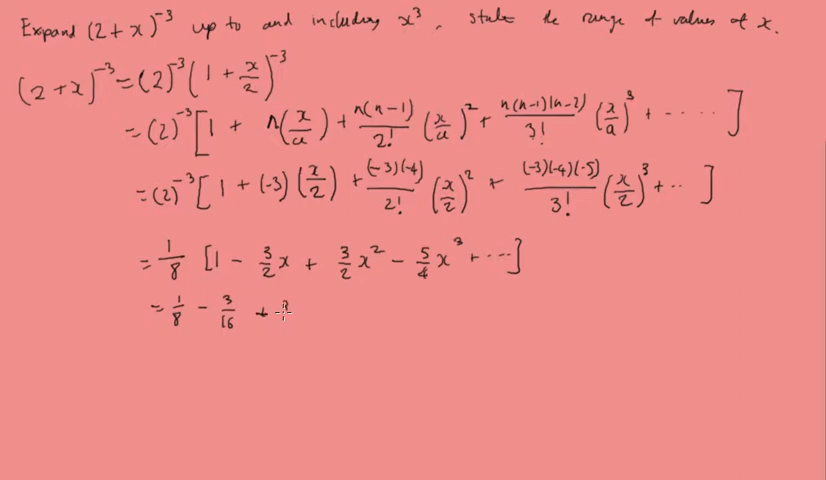 Expand (2+x)⁻³ up to and including x³, state the range of values of x.
(2+x)⁻³ = (2)⁻³(1 + x/2)⁻³
= (2)⁻³[1 + n(x/a) + n(n-1)/2! (x/a)² + n(n-1)(n-2)/3! (x/a)³ + .....]
= (2)⁻³[1 + (-3)(x/2) + (-3)(-4)/2! (x/2)² + (-3)(-4)(-5)/3! (x/2)³ + ..]
= 1/8 [1 - 3/2 x + 3/2 x² - 5/4 x³ + ...]
= 1/8 - 3/16 +